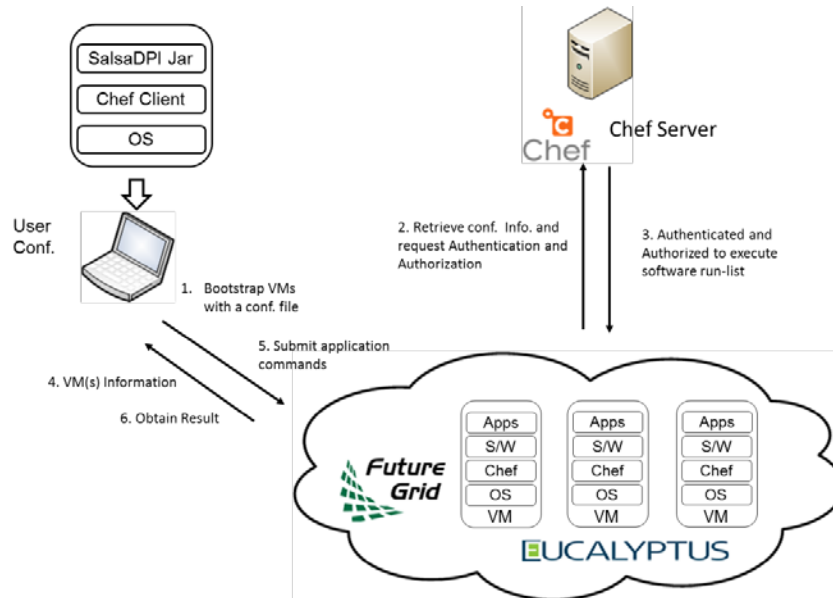 SalsaDPI Jar
Chef Client
OS
User
Conf.
Chef
Chef Server
1. Bootstrap VMs
with a conf. file
2. Retrieve conf. Info. and
request Authentication and
Authorization
3. Authenticated and
Authorized to execute
software run-list
5. Submit application
commands
4. VM(s) Information
6. Obtain Result
Future
Grid
Apps
S/W
Chef
OS
VM
Apps
S/W
Chef
OS
VM
Apps
S/W
Chef
OS
VM
EUCALYPTUS